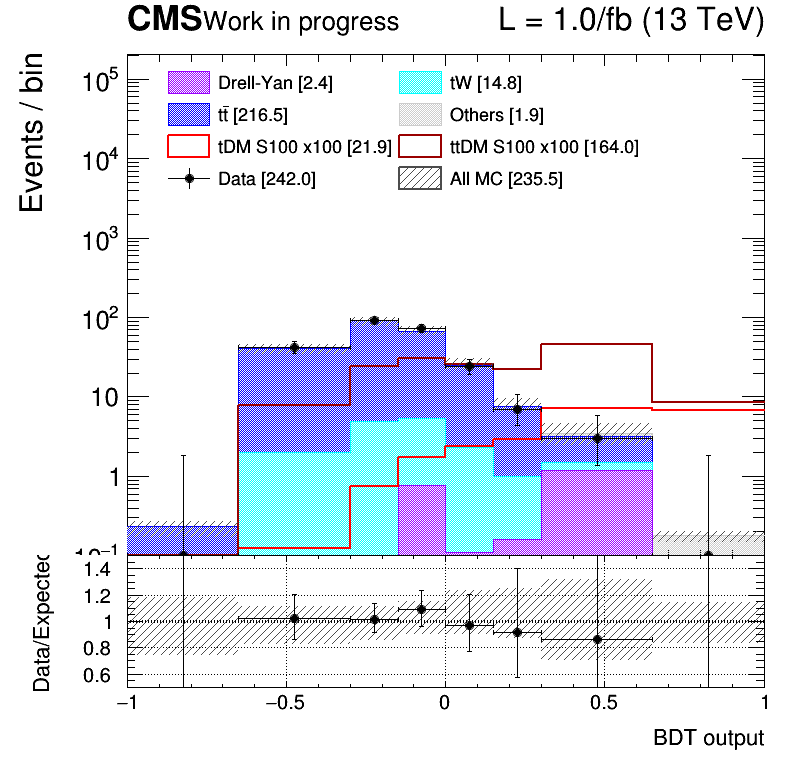 CMS Work in progress L = 1.0/fb (13 TeV)
Events / bin
10⁵
10⁴
10³
10²
10
1
10⁻¹
Drell-Yan [2.4] tW [14.8]
tt̄ [216.5] Others [1.9]
tDM S100 x100 [21.9] ttDM S100 x100 [164.0]
Data [242.0] All MC [235.5]
Data/Expected
1.4
1.2
1
0.8
0.6
−1 −0.5 0 0.5 1
BDT output